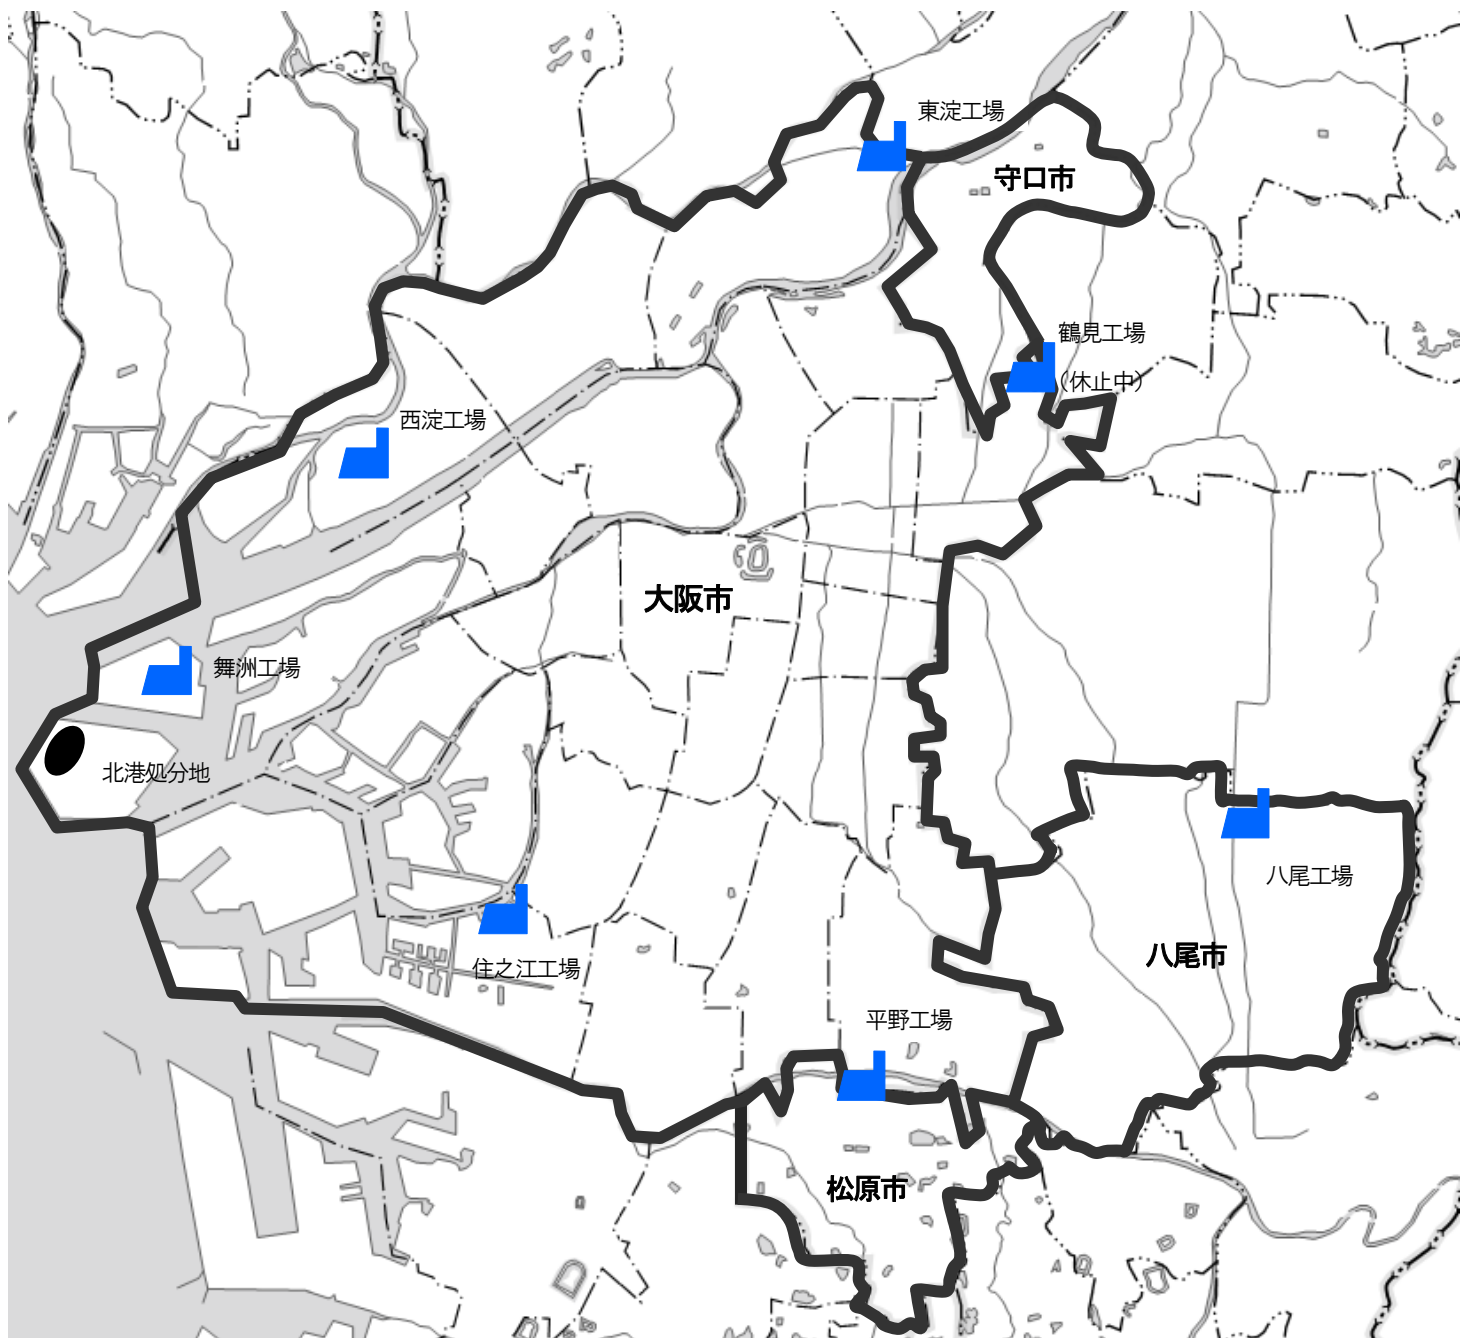 東淀工場
守口市
鶴見工場
（休止中）
西淀工場
大阪市
舞洲工場
北港処分地
八尾工場
八尾市
住之江工場
平野工場
松原市